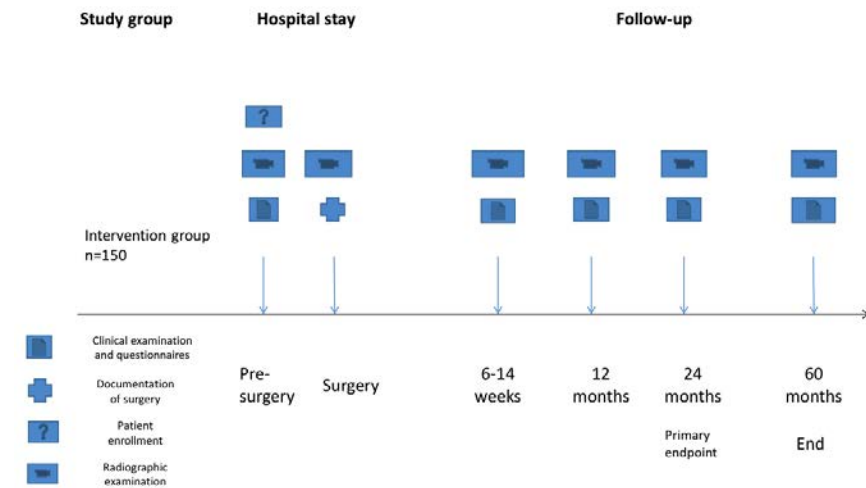 Study group
Hospital stay
Follow-up
?
Intervention group
n=150
Clinical examination
and questionnaires
Documentation
of surgery
?
Patient
enrollment
Radiographic
examination
Pre-
surgery
Surgery
6-14
weeks
12
months
24
months
60
months
Primary
endpoint
End